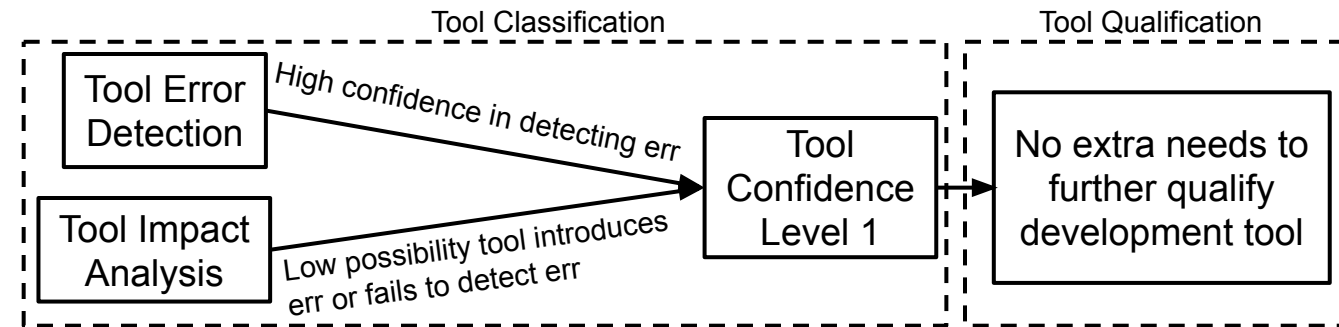 Tool Classification
Tool Qualification
Tool Error
Detection
High confidence in detecting err
Tool Impact
Analysis
Low possibility tool introduces
err or fails to detect err
Tool
Confidence
Level 1
No extra needs to
further qualify
development tool